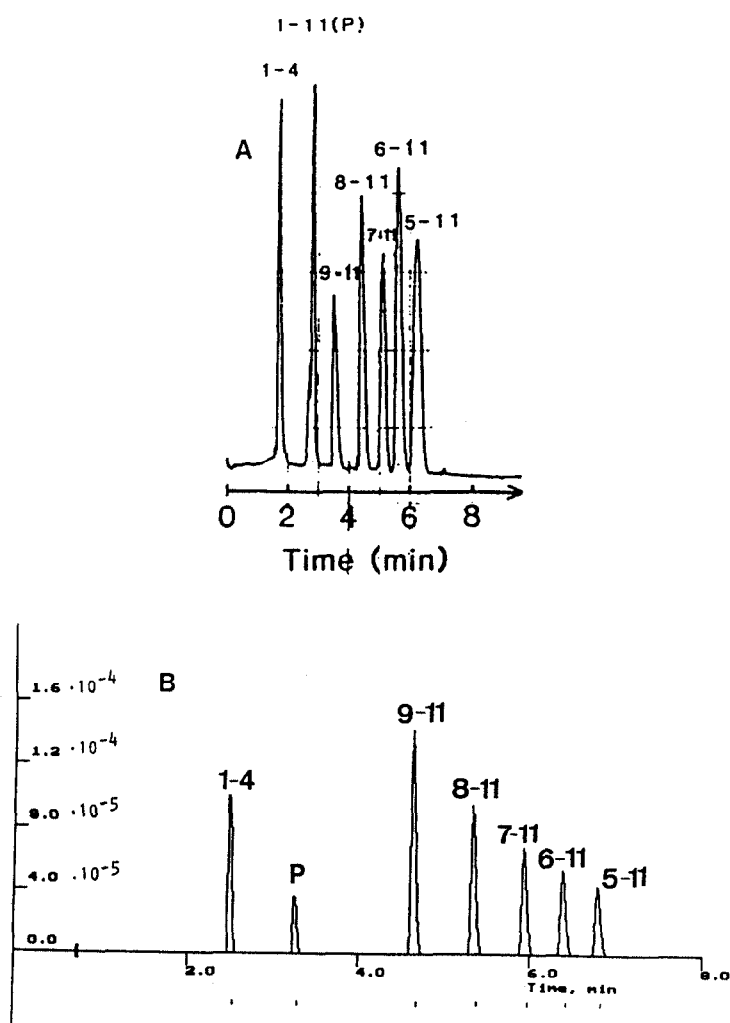 1-11(P)
1-4
A
6-11
8-11
7-11
5-11
9-11
0 2 4 6 8
Time (min)
B
1.6 ·10⁻⁴
9-11
1.2 ·10⁻⁴
1-4
8-11
8.0 ·10⁻⁵
7-11
6-11
P
5-11
4.0 .10⁻⁵
0.0
2.0 4.0 6.0 8.0
Time, min